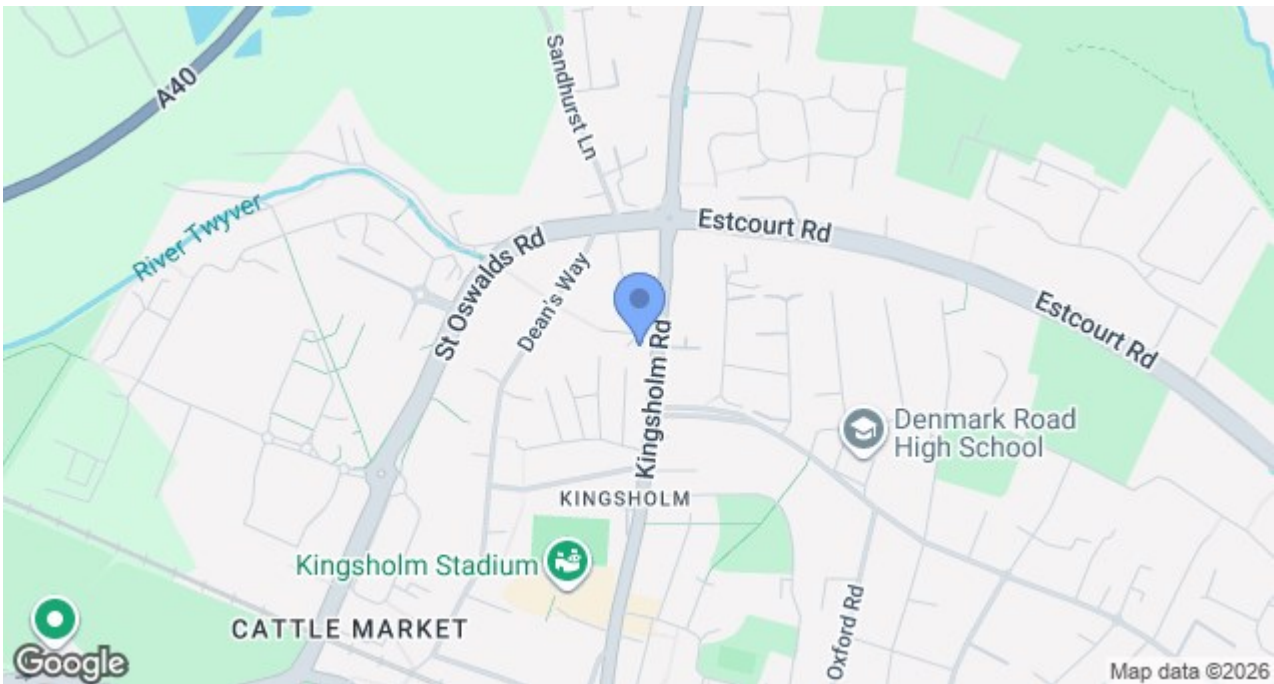 A40
Sandhurst Ln
River Twyver
St Oswalds Rd
Dean's Way
Estcourt Rd
Estcourt Rd
Kingsholm Rd
Denmark Road
High School
KINGSHOLM
Kingsholm Stadium
CATTLE MARKET
Oxford Rd
Google
Map data ©2026